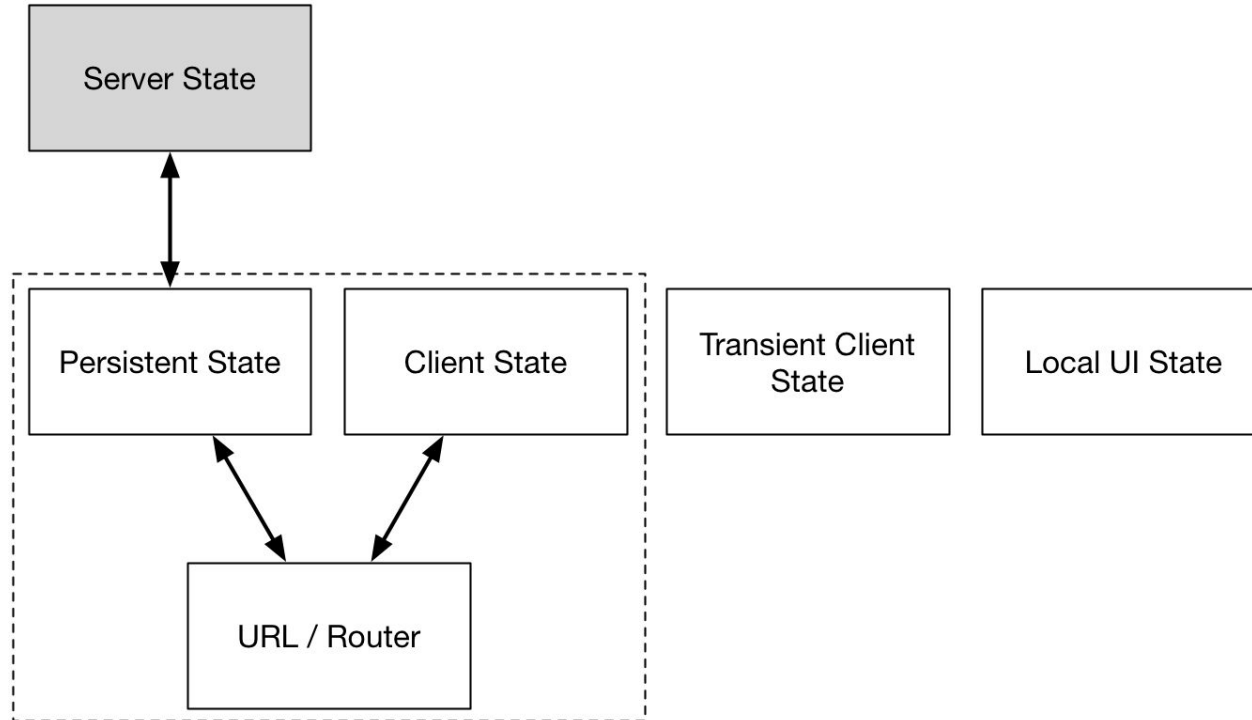 Server State
Persistent State
Client State
Transient Client
State
Local UI State
URL / Router